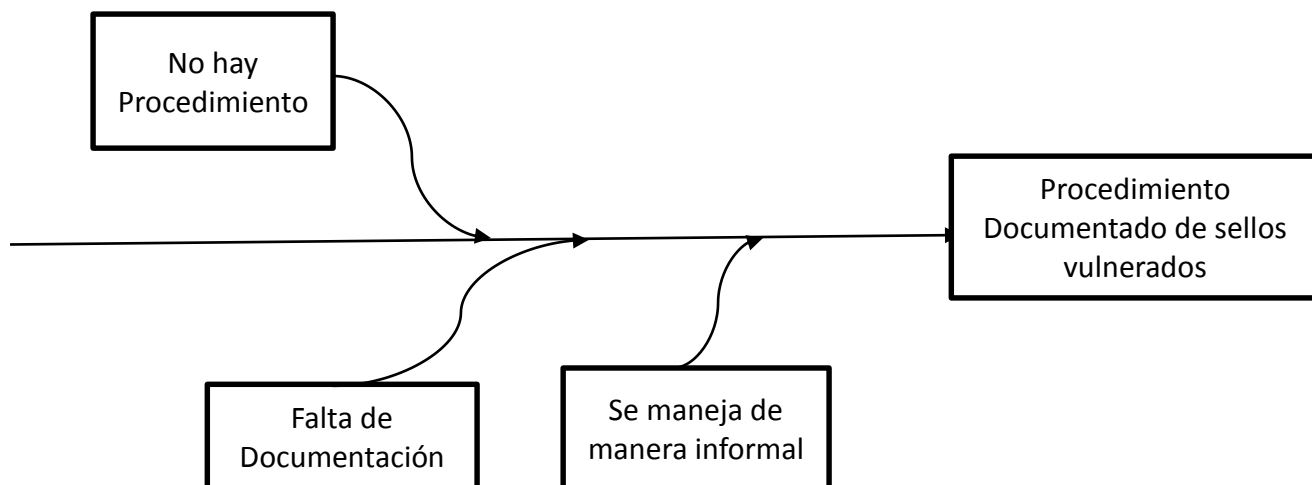 No hay
Procedimiento
Procedimiento
Documentado de sellos
vulnerados
Falta de
Documentación
Se maneja de
manera informal